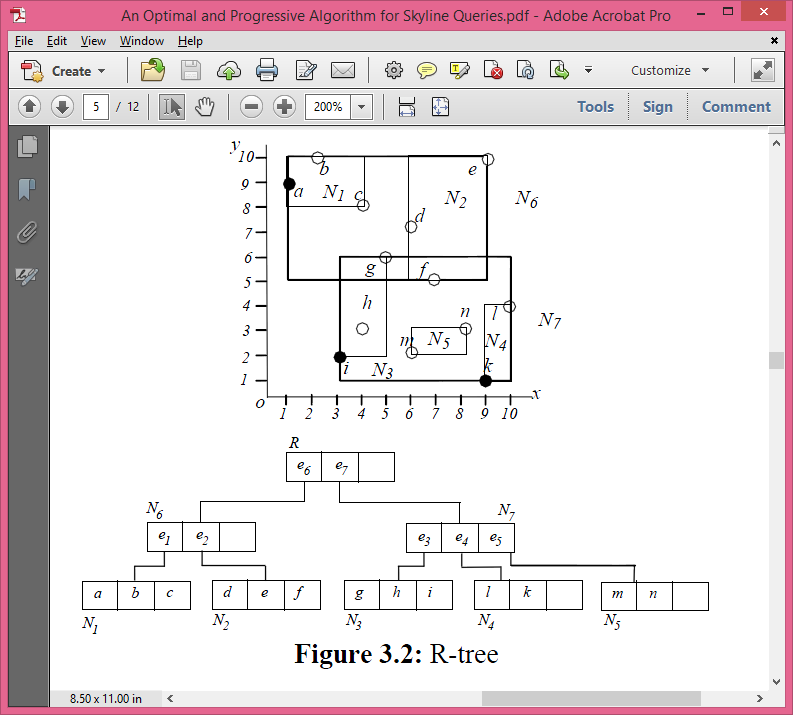 An Optimal and Progressive Algorithm for Skyline Queries.pdf - Adobe Acrobat Pro
File Edit View Window Help
Create Customize
5 / 12 200% Tools Sign Comment
y
10 b e
9 a N1 c N2 N6
8 d
7
6
5 g f
4 h l N7
3 n
2 m N5 N4
1 i N3 k
o 1 2 3 4 5 6 7 8 9 10 x
R
e6 e7
N6 N7
e1 e2 e3 e4 e5
a b c d e f g h i l k m n
N1 N2 N3 N4 N5
Figure 3.2: R-tree
8.50 x 11.00 in